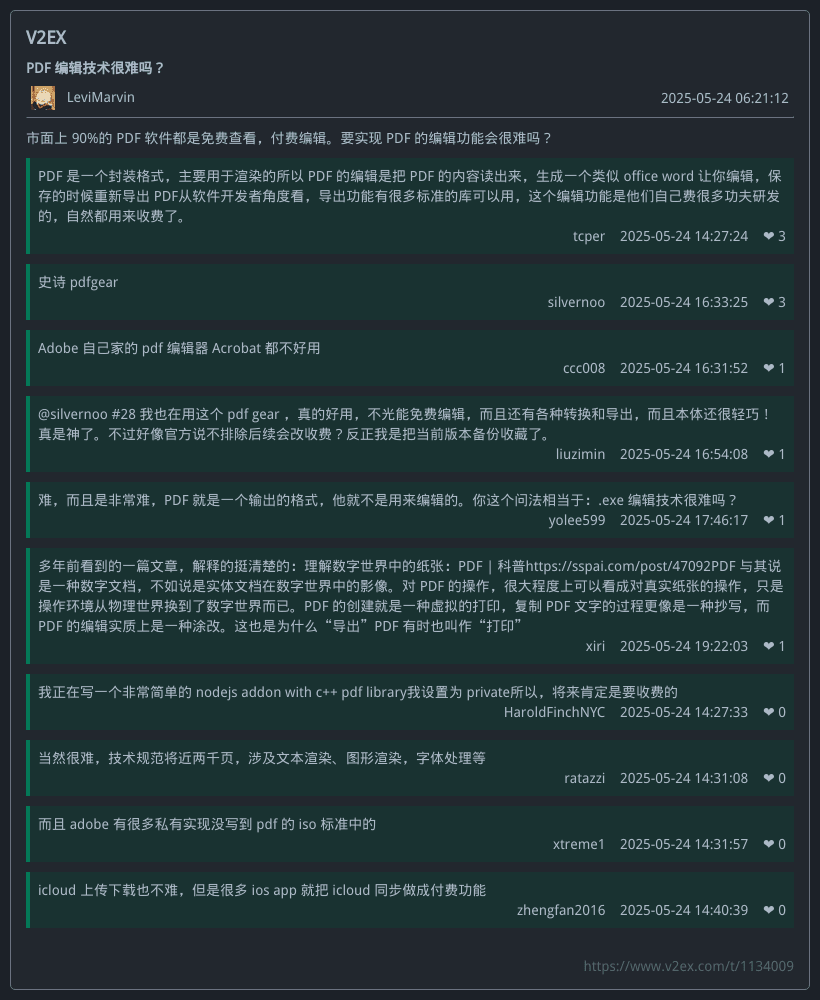 V2EX
PDF 编辑技术很难吗？
LeviMarvin 2025-05-24 06:21:12
市面上 90%的 PDF 软件都是免费查看，付费编辑。要实现 PDF 的编辑功能会很难吗？
PDF 是一个封装格式，主要用于渲染的所以 PDF 的编辑是把 PDF 的内容读出来，生成一个类似 office word 让你编辑，保
存的时候重新导出 PDF从软件开发者角度看，导出功能有很多标准的库可以用，这个编辑功能是他们自己费很多功夫研发
的，自然都用来收费了。
tcper 2025-05-24 14:27:24 ❤ 3
史诗 pdfgear
silvernoo 2025-05-24 16:33:25 ❤ 3
Adobe 自己家的 pdf 编辑器 Acrobat 都不好用
ccc008 2025-05-24 16:31:52 ❤ 1
@silvernoo #28 我也在用这个 pdf gear ，真的好用，不光能免费编辑，而且还有各种转换和导出，而且本体还很轻巧！
真是神了。不过好像官方说不排除后续会改收费？反正我是把当前版本备份收藏了。
liuzimin 2025-05-24 16:54:08 ❤ 1
难，而且是非常难，PDF 就是一个输出的格式，他就不是用来编辑的。你这个问法相当于：.exe 编辑技术很难吗？
yolee599 2025-05-24 17:46:17 ❤ 1
多年前看到的一篇文章，解释的挺清楚的：理解数字世界中的纸张：PDF | 科普https://sspai.com/post/47092PDF 与其说
是一种数字文档，不如说是实体文档在数字世界中的影像。对 PDF 的操作，很大程度上可以看成对真实纸张的操作，只是
操作环境从物理世界换到了数字世界而已。PDF 的创建就是一种虚拟的打印，复制 PDF 文字的过程更像是一种抄写，而
PDF 的编辑实质上是一种涂改。这也是为什么“导出”PDF 有时也叫作“打印”
xiri 2025-05-24 19:22:03 ❤ 1
我正在写一个非常简单的 nodejs addon with c++ pdf library我设置为 private所以，将来肯定是要收费的
HaroldFinchNYC 2025-05-24 14:27:33 ❤ 0
当然很难，技术规范将近两千页，涉及文本渲染、图形渲染，字体处理等
ratazzi 2025-05-24 14:31:08 ❤ 0
而且 adobe 有很多私有实现没写到 pdf 的 iso 标准中的
xtreme1 2025-05-24 14:31:57 ❤ 0
icloud 上传下载也不难，但是很多 ios app 就把 icloud 同步做成付费功能
zhengfan2016 2025-05-24 14:40:39 ❤ 0
https://www.v2ex.com/t/1134009